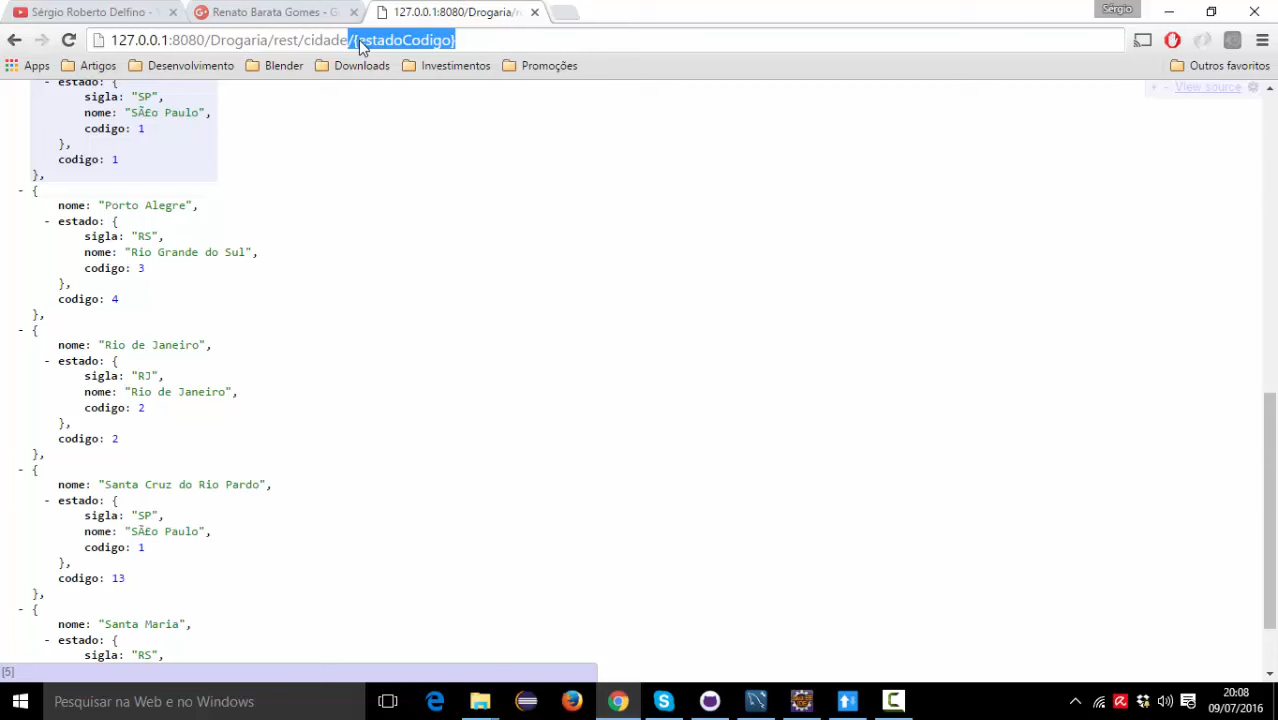 Sérgio Roberto Delfino - Y
Renato Barata Gomes - Go
127.0.0.1:8080/Drogaria/re
Sérgio
127.0.0.1:8080/Drogaria/rest/cidade/{estadoCodigo}
Apps Artigos Desenvolvimento Blender Downloads Investimentos Promoções Outros favoritos
+ - View source
- estado: {
sigla: "SP",
nome: "SÃ£o Paulo",
codigo: 1
},
codigo: 1
},
- {
nome: "Porto Alegre",
- estado: {
sigla: "RS",
nome: "Rio Grande do Sul",
codigo: 3
},
codigo: 4
},
- {
nome: "Rio de Janeiro",
- estado: {
sigla: "RJ",
nome: "Rio de Janeiro",
codigo: 2
},
codigo: 2
},
- {
nome: "Santa Cruz do Rio Pardo",
- estado: {
sigla: "SP",
nome: "SÃ£o Paulo",
codigo: 1
},
codigo: 13
},
- {
nome: "Santa Maria",
- estado: {
sigla: "RS",
[5]
Pesquisar na Web e no Windows
20:08
09/07/2016